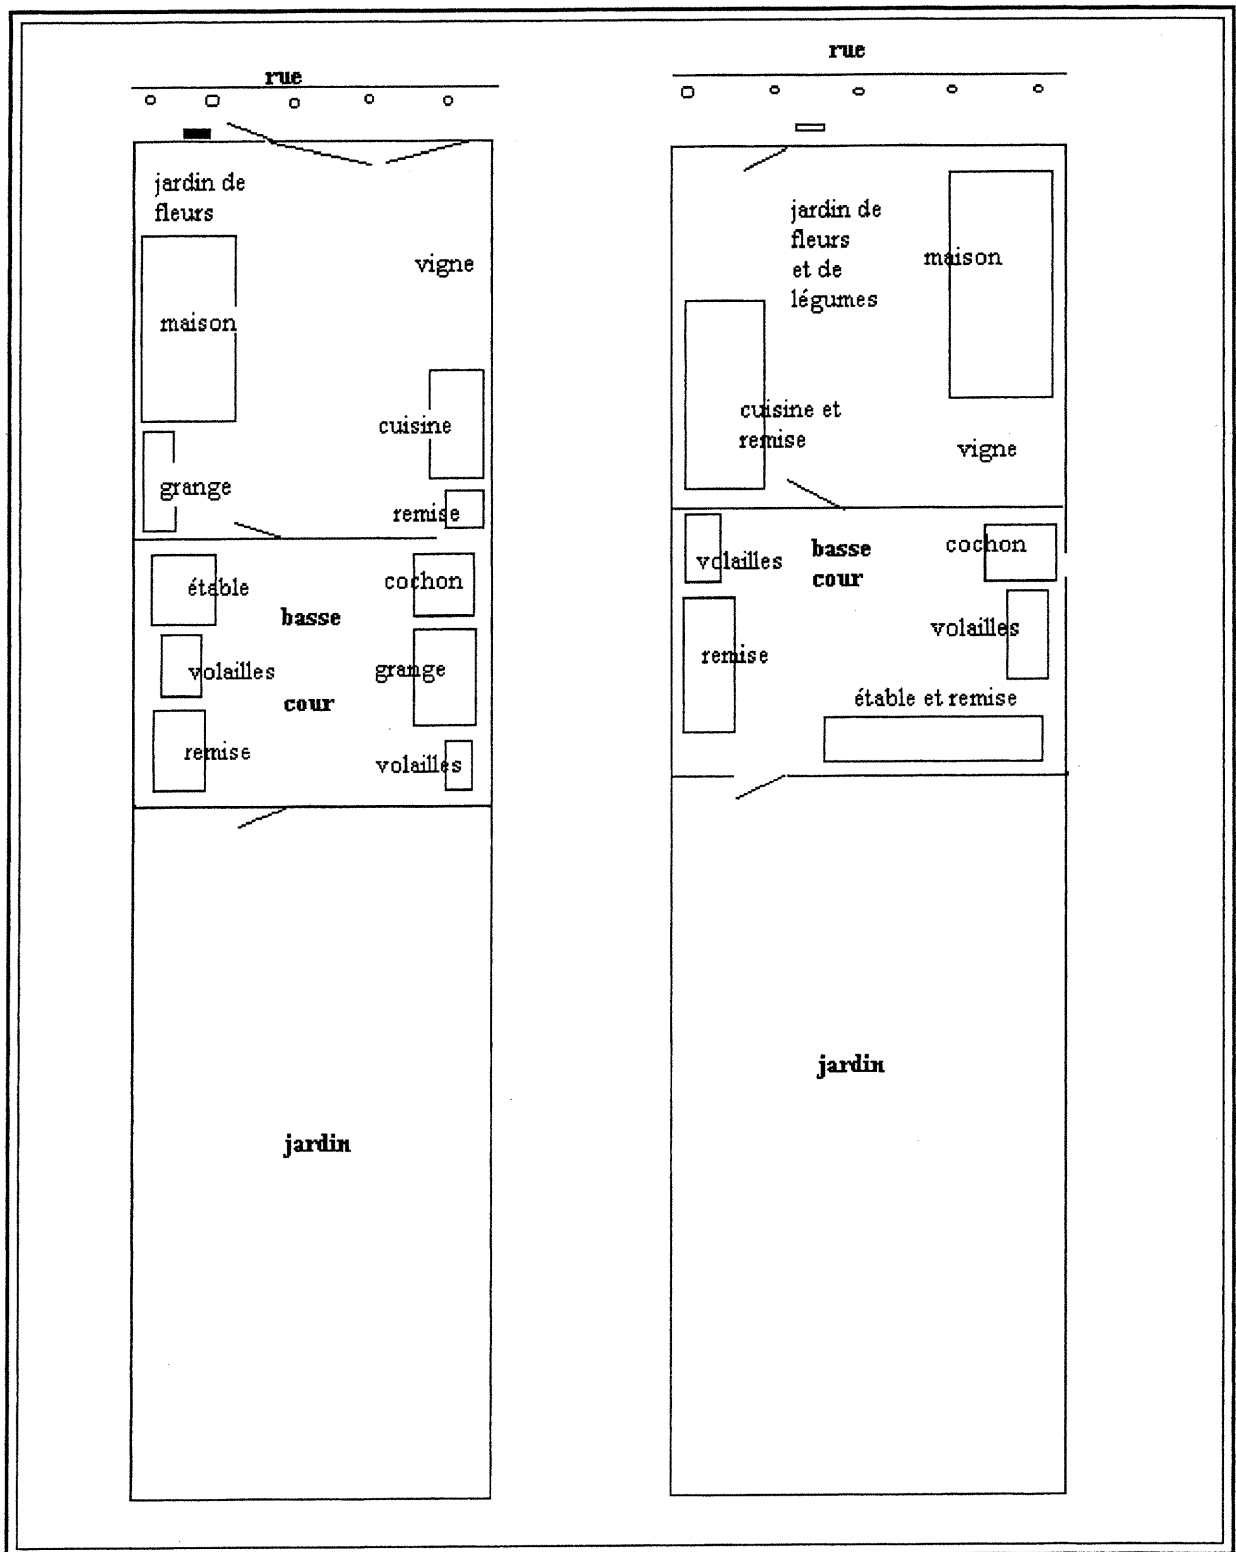 rue
jardin de
fleurs
vigne
maison
cuisine
grange
remise
étable
cochon
basse
volailles
grange
cour
remise
volailles
jardin
rue
jardin de
fleurs
et de
légumes
maison
cuisine et
remise
vigne
volailles
basse
cour
cochon
volailles
remise
étable et remise
jardin